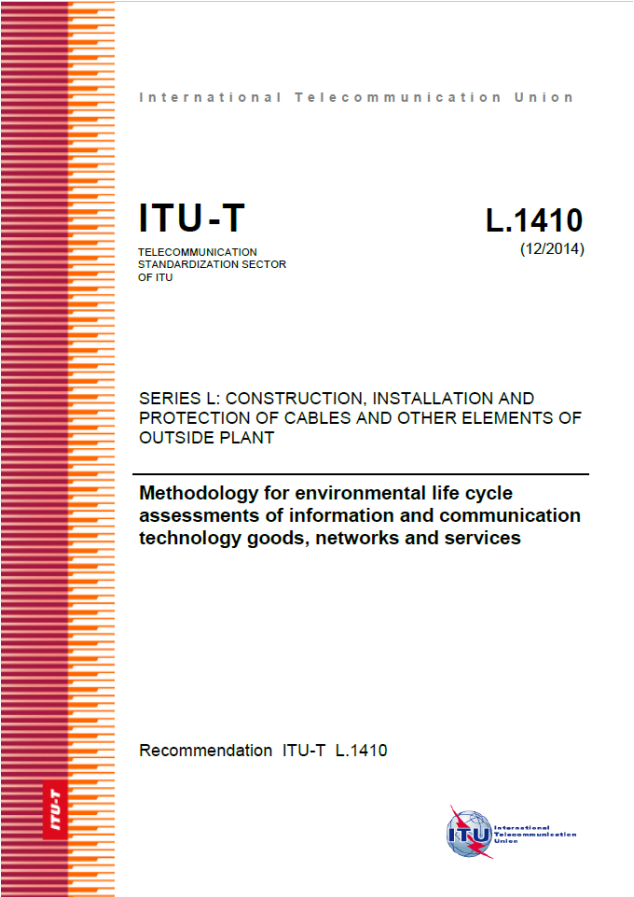 International Telecommunication Union
ITU-T
L.1410
TELECOMMUNICATION
STANDARDIZATION SECTOR
OF ITU
(12/2014)
SERIES L: CONSTRUCTION, INSTALLATION AND
PROTECTION OF CABLES AND OTHER ELEMENTS OF
OUTSIDE PLANT
Methodology for environmental life cycle
assessments of information and communication
technology goods, networks and services
Recommendation ITU-T L.1410
ITU-T
ITU
International
Telecommunication
Union